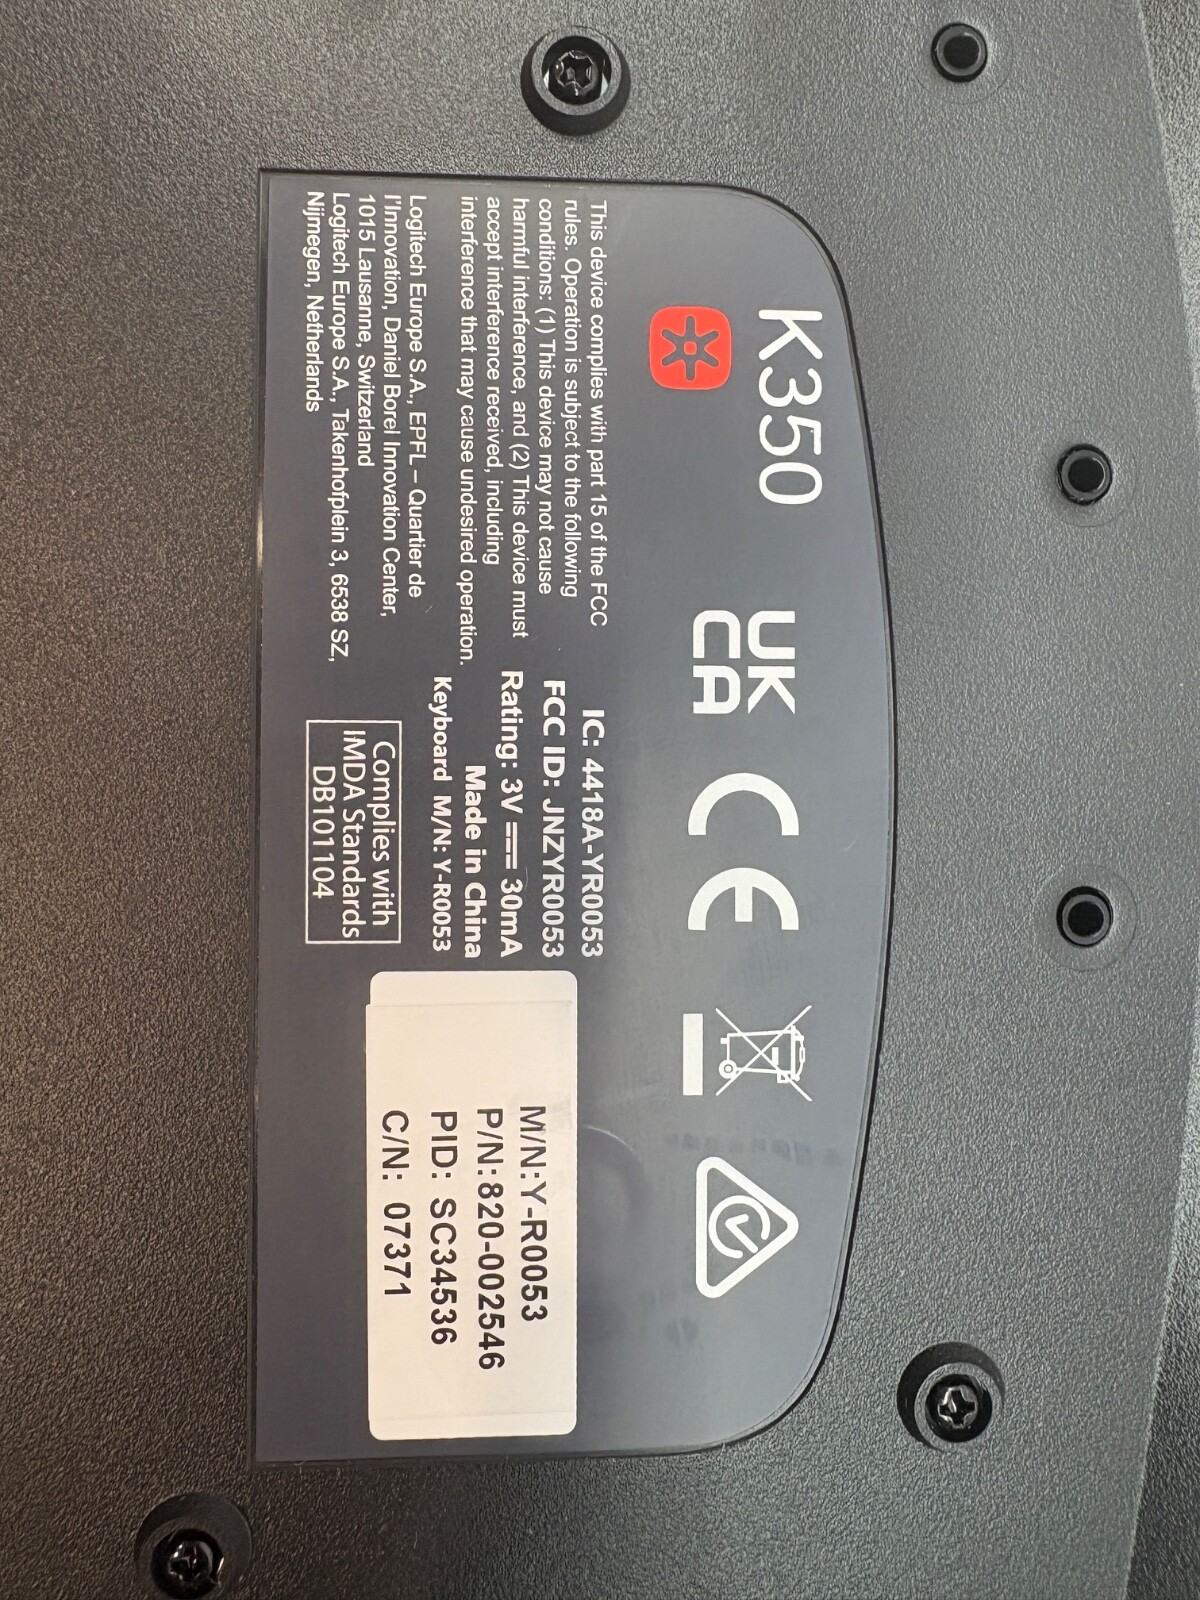 K350
UK
CA
CE
This device complies with part 15 of the FCC
rules. Operation is subject to the following
conditions: (1) This device may not cause
harmful interference, and (2) This device must
accept interference received, including
interference that may cause undesired operation.
Logitech Europe S.A., EPFL– Quartier de
l'Innovation, Daniel Borel Innovation Center,
1015 Lausanne, Switzerland
Logitech Europe S.A., Takenhofplein 3, 6538 SZ,
Nijmegen, Netherlands
IC: 4418A-YR0053
FCC ID: JNZYR0053
Rating: 3V ⎓ 30mA
Made in China
Keyboard M/N: Y-R0053
Complies with
IMDA Standards
DB101104
M/N:Y-R0053
P/N:820-002546
PID: SC34536
C/N: 07371